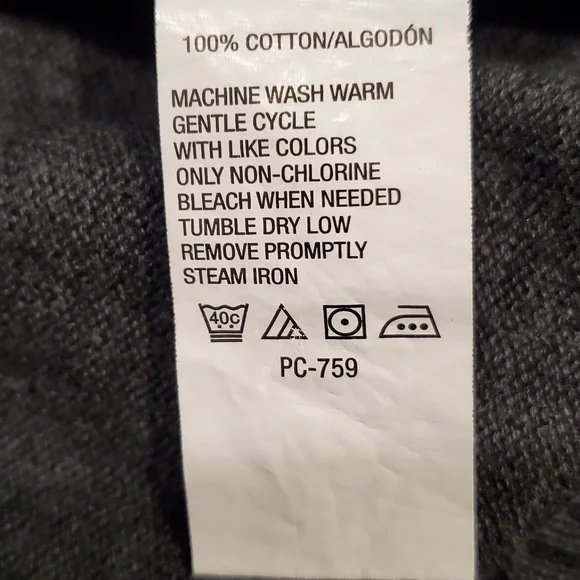 100% COTTON/ALGODÓN
MACHINE WASH WARM
GENTLE CYCLE
WITH LIKE COLORS
ONLY NON-CHLORINE
BLEACH WHEN NEEDED
TUMBLE DRY LOW
REMOVE PROMPTLY
STEAM IRON
40C
PC-759